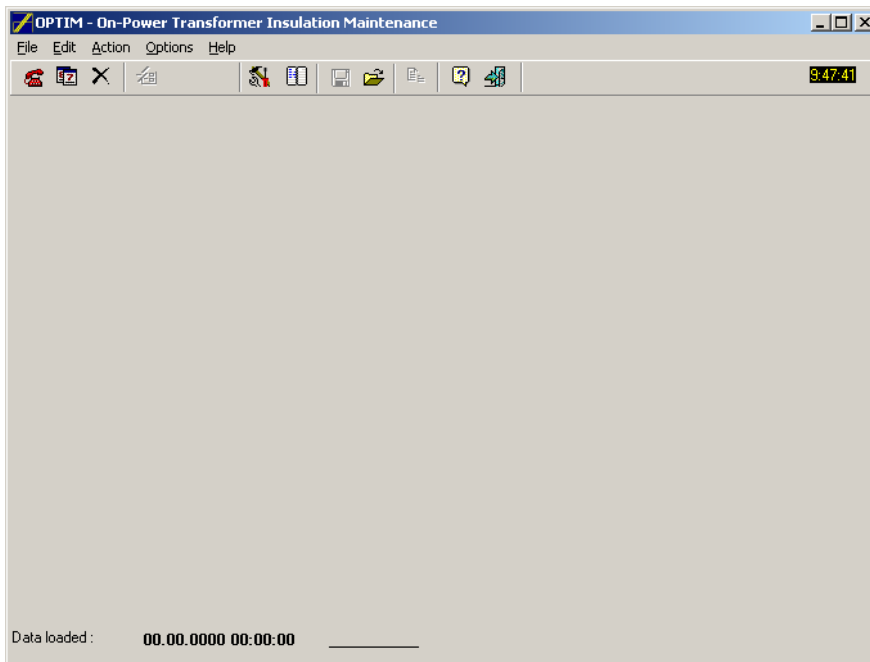 OPTIM - On-Power Transformer Insulation Maintenance
File Edit Action Options Help
9:47:41
Data loaded : 00.00.0000 00:00:00